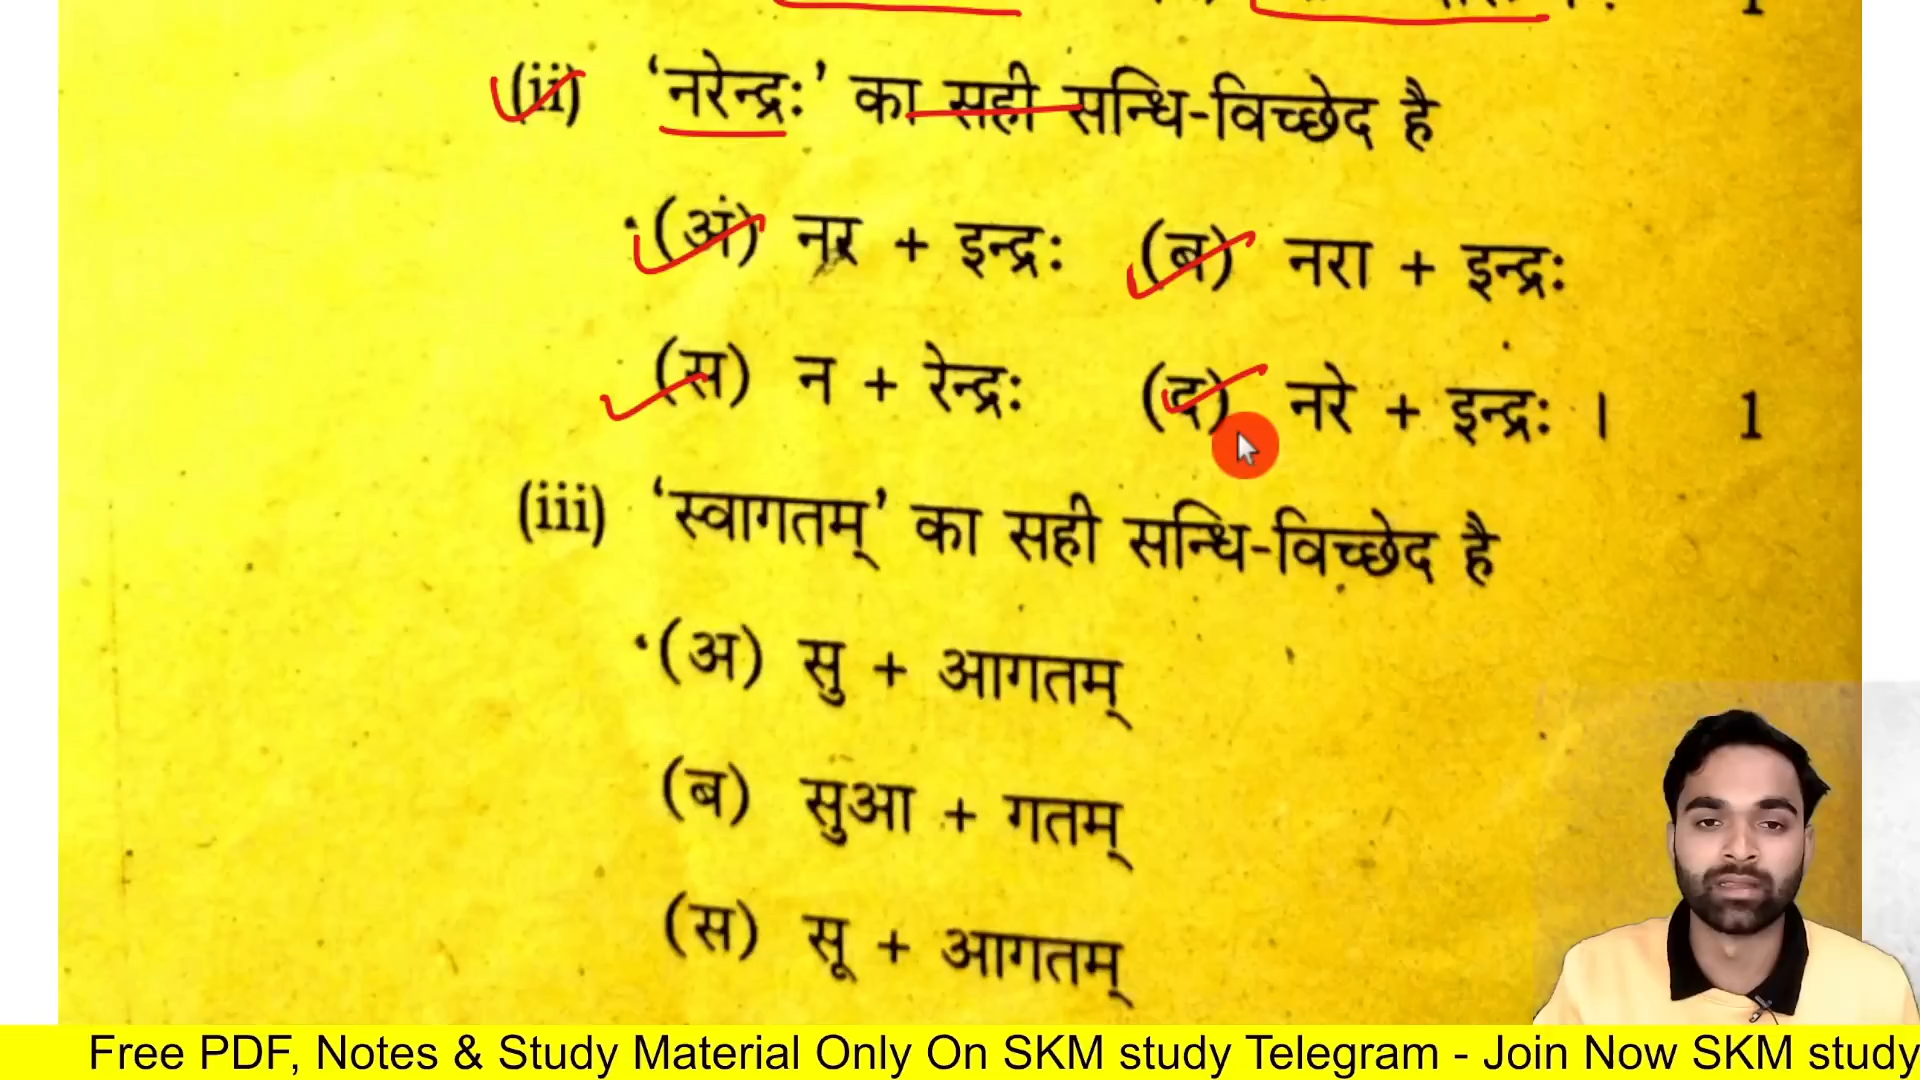 1
(ii) ‘नरेन्द्रः’ का सही सन्धि-विच्छेद है
(अ) नर + इन्द्रः (ब) नरा + इन्द्रः
(स) न + रेन्द्रः (द) नरे + इन्द्रः । 1
(iii) ‘स्वागतम्’ का सही सन्धि-विच्छेद है
(अ) सु + आगतम्
(ब) सुआ + गतम्
(स) सू + आगतम्
Free PDF, Notes & Study Material Only On SKM study Telegram - Join Now SKM study